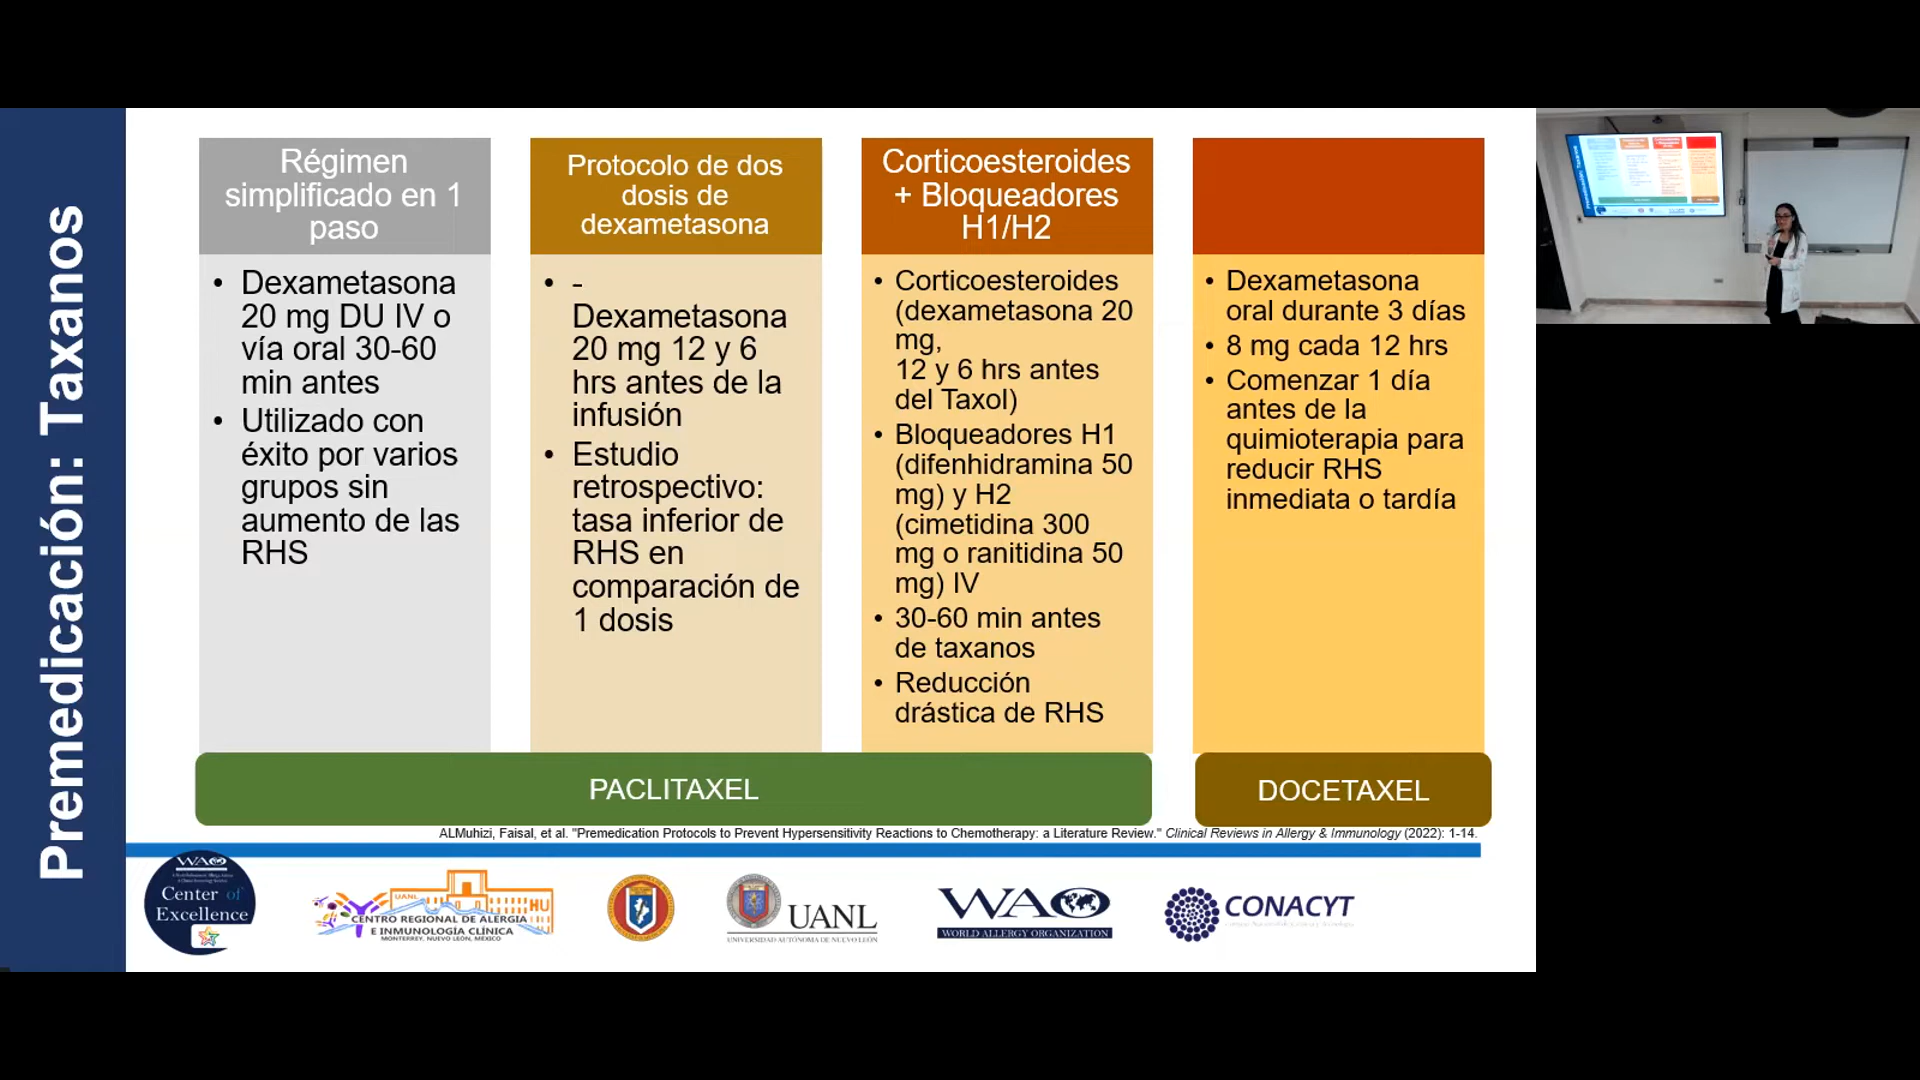 Premedicación: Taxanos
Régimen
simplificado en 1
paso
• Dexametasona
20 mg DU IV o
vía oral 30-60
min antes
• Utilizado con
éxito por varios
grupos sin
aumento de las
RHS
Protocolo de dos
dosis de
dexametasona
• -
Dexametasona
20 mg 12 y 6
hrs antes de la
infusión
• Estudio
retrospectivo:
tasa inferior de
RHS en
comparación de
1 dosis
Corticoesteroides
+ Bloqueadores
H1/H2
• Corticoesteroides
(dexametasona 20
mg,
12 y 6 hrs antes
del Taxol)
• Bloqueadores H1
(difenhidramina 50
mg) y H2
(cimetidina 300
mg o ranitidina 50
mg) IV
• 30-60 min antes
de taxanos
• Reducción
drástica de RHS
• Dexametasona
oral durante 3 días
• 8 mg cada 12 hrs
• Comenzar 1 día
antes de la
quimioterapia para
reducir RHS
inmediata o tardía
PACLITAXEL
DOCETAXEL
ALMuhizi, Faisal, et al. "Premedication Protocols to Prevent Hypersensitivity Reactions to Chemotherapy: a Literature Review." Clinical Reviews in Allergy & Immunology (2022): 1-14.
WAO
Center of
Excellence
UANL
HU
CENTRO REGIONAL DE ALERGIA
E INMUNOLOGÍA CLÍNICA
MONTERREY, NUEVO LEÓN, MÉXICO
UANL
UNIVERSIDAD AUTÓNOMA DE NUEVO LEÓN
WAO
WORLD ALLERGY ORGANIZATION
CONACYT